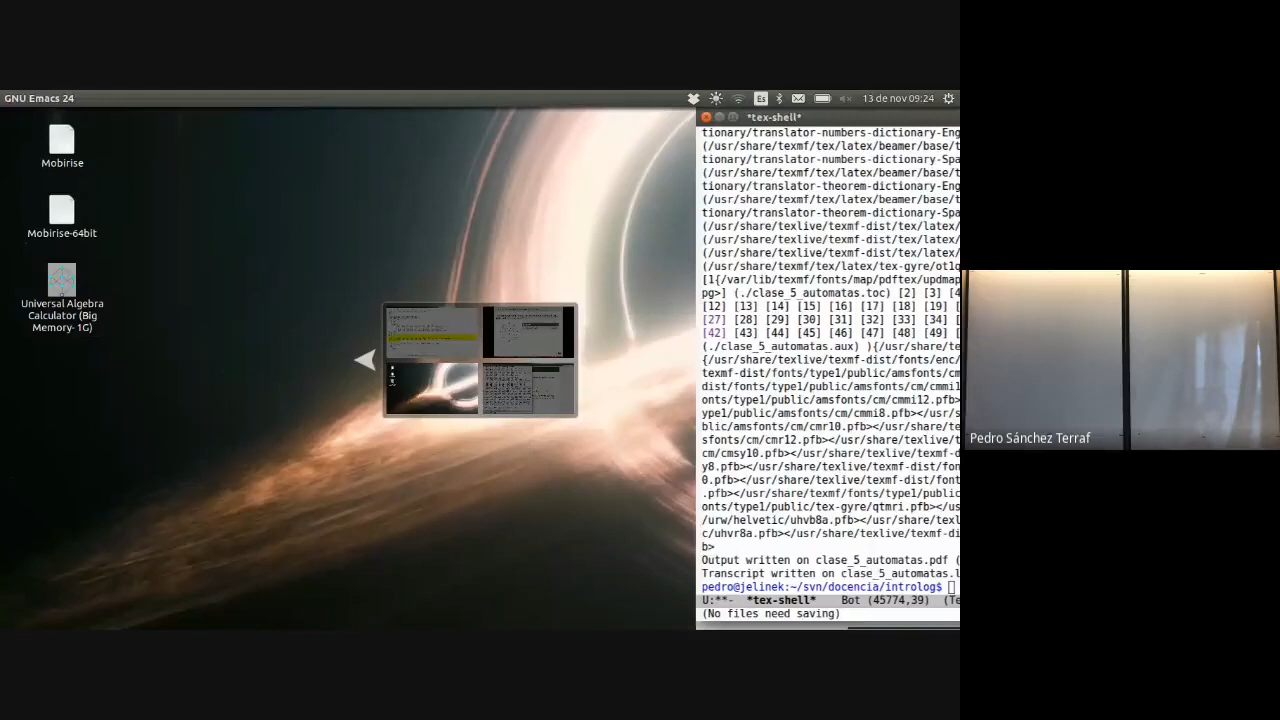 GNU Emacs 24
Es
13 de nov 09:24
Mobirise
Mobirise-64bit
Universal Algebra
Calculator (Big
Memory- 1G)
*tex-shell*
tionary/translator-numbers-dictionary-Eng
(/usr/share/texmf/tex/latex/beamer/base/t
tionary/translator-numbers-dictionary-Spa
(/usr/share/texmf/tex/latex/beamer/base/t
tionary/translator-theorem-dictionary-Eng
(/usr/share/texmf/tex/latex/beamer/base/t
tionary/translator-theorem-dictionary-Spa
(/usr/share/texlive/texmf-dist/tex/latex/
(/usr/share/texlive/texmf-dist/tex/latex/
(/usr/share/texlive/texmf-dist/tex/latex/
(/usr/share/texmf/tex/latex/tex-gyre/ot1q
[1{/var/lib/texmf/fonts/map/pdftex/updmap
pg>] (./clase_5_automatas.toc) [2] [3] [4
[12] [13] [14] [15] [16] [17] [18] [19] [
[27] [28] [29] [30] [31] [32] [33] [34] [
[42] [43] [44] [45] [46] [47] [48] [49] [
(./clase_5_automatas.aux) ){/usr/share/te
{/usr/share/texlive/texmf-dist/fonts/enc/
texmf-dist/fonts/type1/public/amsfonts/cm
dist/fonts/type1/public/amsfonts/cm/cmmi1
s/type1/public/amsfonts/cm/cmmi12.pfb></u
ype1/public/amsfonts/cm/cmmi8.pfb></usr/s
blic/amsfonts/cm/cmr10.pfb></usr/share/te
sfonts/cm/cmr12.pfb></usr/share/texlive/t
cm/cmsy10.pfb></usr/share/texlive/texmf-d
y8.pfb></usr/share/texlive/texmf-dist/fon
0.pfb></usr/share/texlive/texmf-dist/font
.pfb></usr/share/texmf/fonts/type1/public
onts/type1/public/tex-gyre/qtmri.pfb></us
/urw/helvetic/uhvb8a.pfb></usr/share/texl
c/uhvr8a.pfb></usr/share/texlive/texmf-di
b>
Output written on clase_5_automatas.pdf (
Transcript written on clase_5_automatas.l
pedro@jelinek:~/svn/docencia/introlog$
U:**- *tex-shell* Bot (45774,39) (Te
(No files need saving)
Pedro Sánchez Terraf